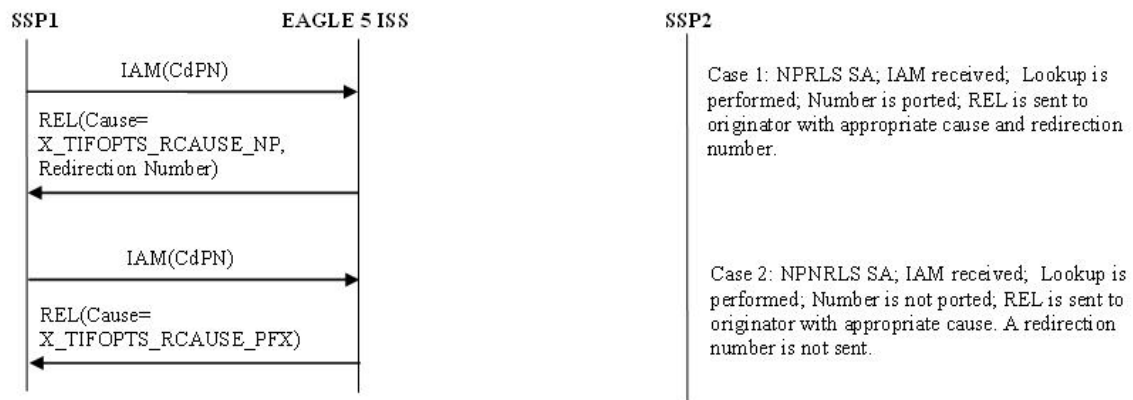 SSP1
EAGLE 5 ISS
SSP2
IAM(CdPN)
REL(Cause=
X_TIFOPTS_RCAUSE_NP,
Redirection Number)
Case 1: NPRLS SA; IAM received; Lookup is
performed; Number is ported; REL is sent to
originator with appropriate cause and redirection
number.
IAM(CdPN)
REL(Cause=
X_TIFOPTS_RCAUSE_PFX)
Case 2: NPNRLS SA; IAM received; Lookup is
performed; Number is not ported; REL is sent to
originator with appropriate cause. A redirection
number is not sent.